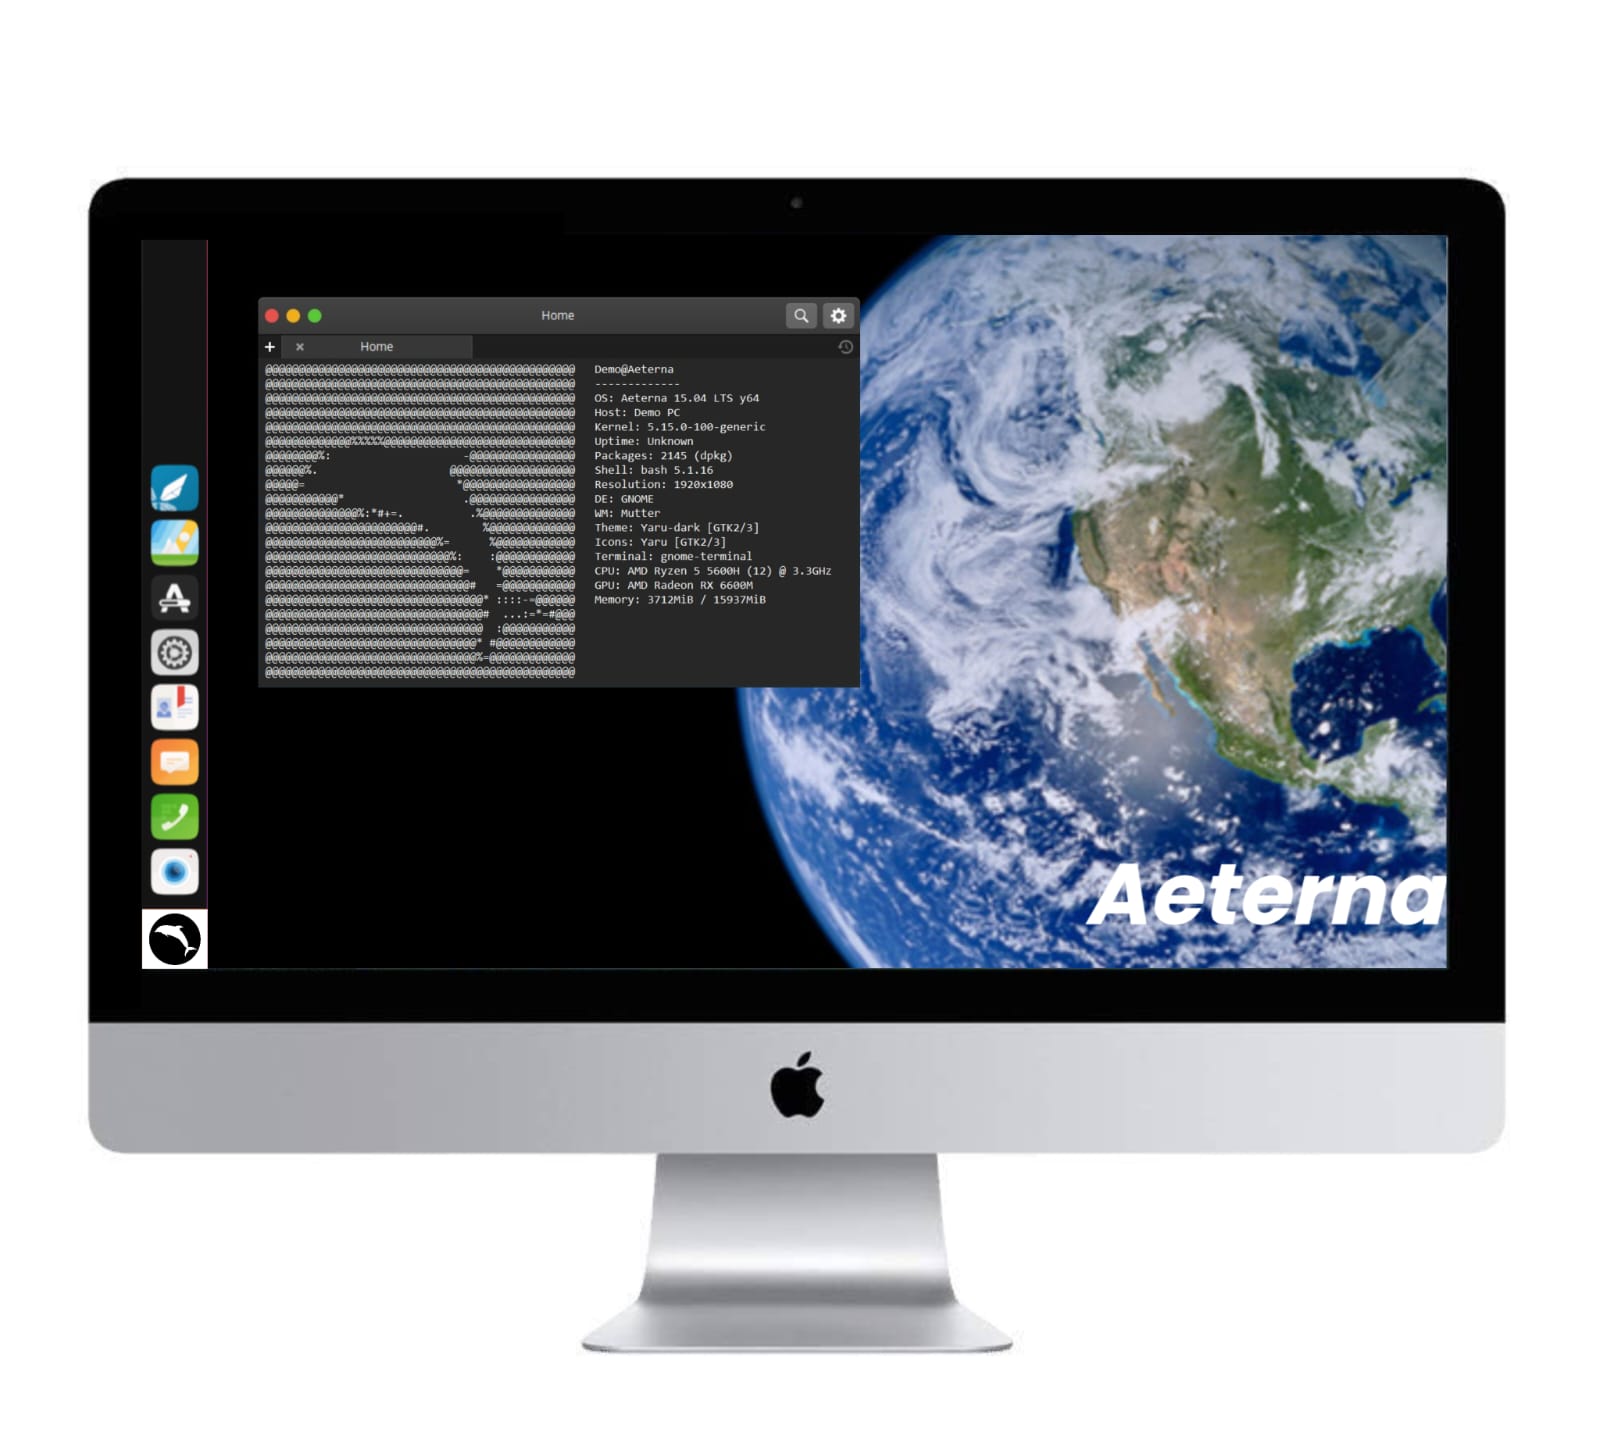 Home
Home
Demo@Aeterna
-------------
OS: Aeterna 15.04 LTS y64
Host: Demo PC
Kernel: 5.15.0-100-generic
Uptime: Unknown
Packages: 2145 (dpkg)
Shell: bash 5.1.16
Resolution: 1920x1080
DE: GNOME
WM: Mutter
Theme: Yaru-dark [GTK2/3]
Icons: Yaru [GTK2/3]
Terminal: gnome-terminal
CPU: AMD Ryzen 5 5600H (12) @ 3.3GHz
GPU: AMD Radeon RX 6600M
Memory: 3712MiB / 15937MiB
Aeterna